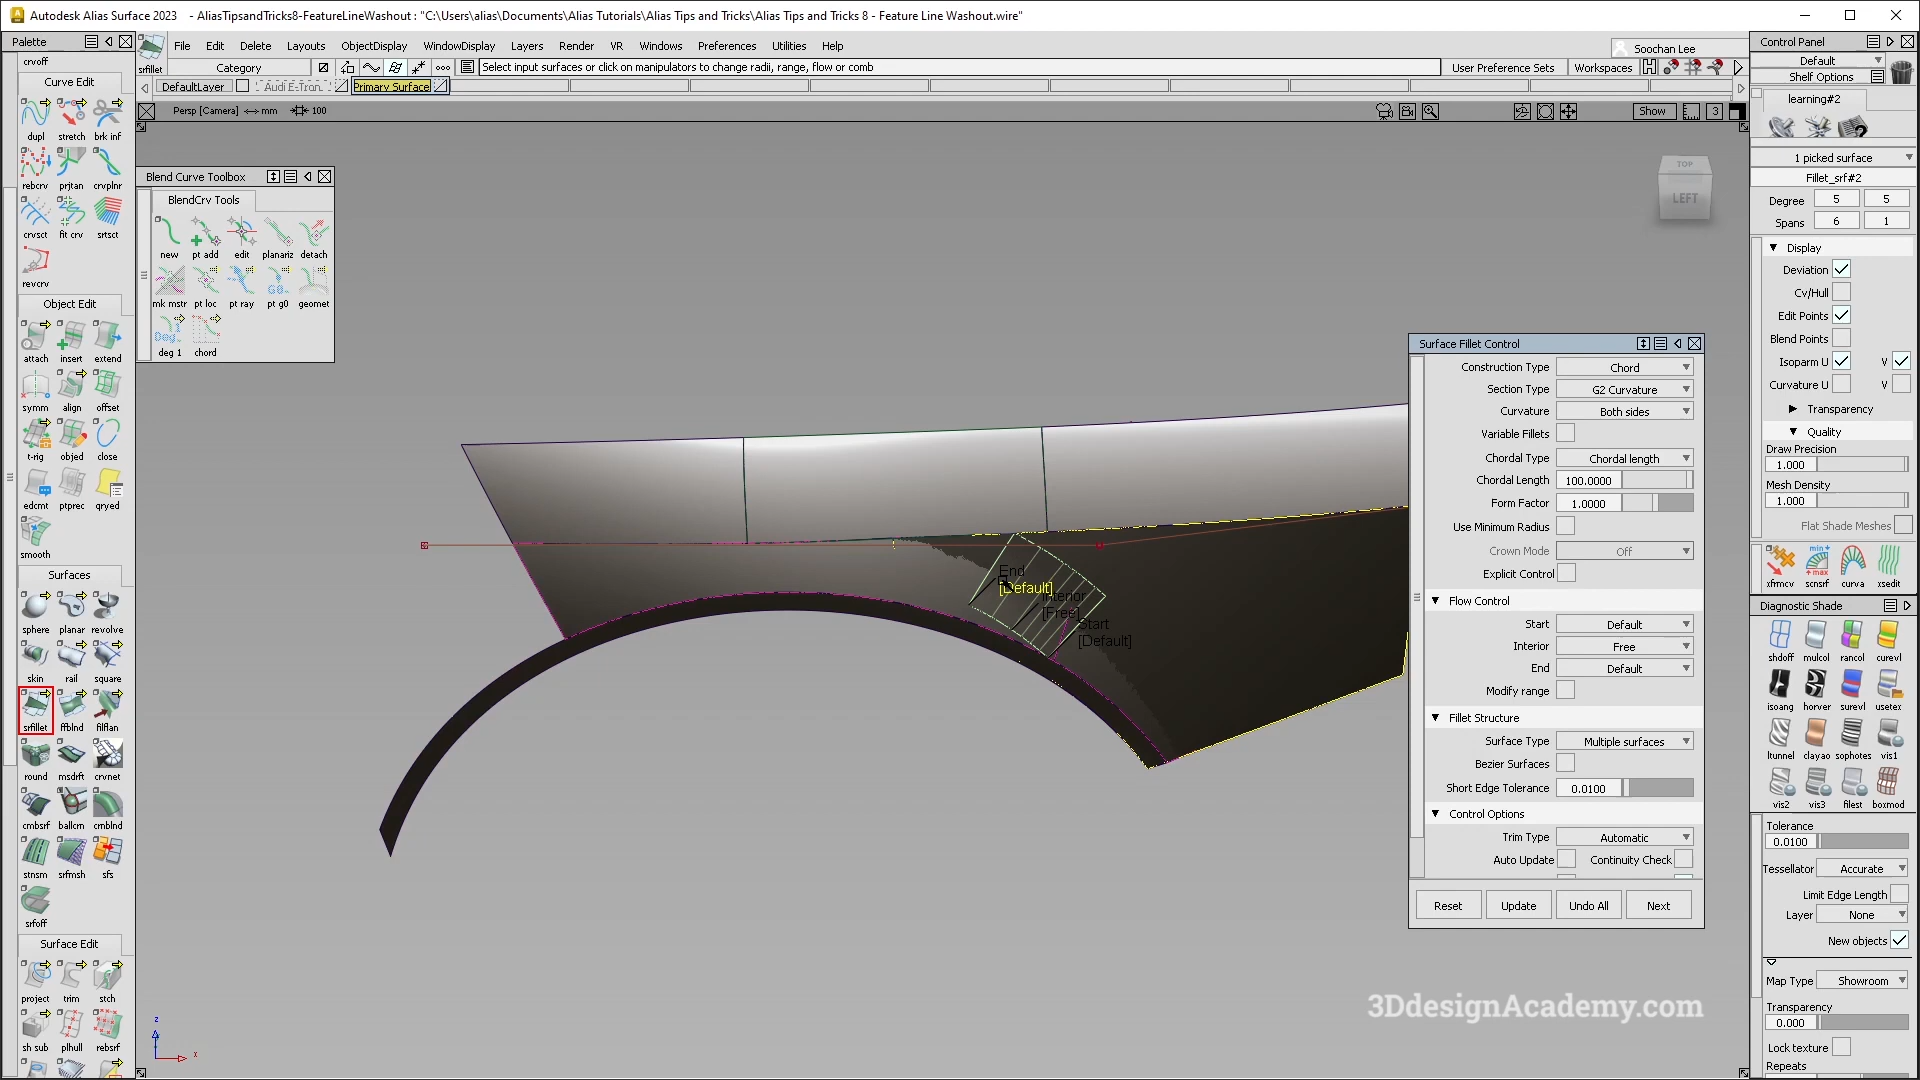 Autodesk Alias Surface 2023 - AliasTipsandTricks8-FeatureLineWashout : "C:\Users\alias\Documents\Alias Tutorials\Alias Tips and Tricks\Alias Tips and Tricks 8 - Feature Line Washout.wire"
Palette
File Edit Delete Layouts ObjectDisplay WindowDisplay Layers Render VR Windows Preferences Utilities Help
Soochan Lee
srfillet
Category
Select input surfaces or click on manipulators to change radii, range, flow or comb
User Preference Sets
Workspaces
DefaultLayer
Audi E-Tran.
Primary Surface
Persp [Camera] <-> mm 100
Show
3
crvoff
Curve Edit
dupl stretch brk inf
rebcrv prjtan crvplnr
crvsct fit crv srtsct
revcrv
Object Edit
attach insert extend
symm align offset
t-rig objed close
edcmt ptprec qryed
smooth
Surfaces
sphere planar revolve
skin rail square
srfillet ffblnd filflan
round msdrft crvnet
cmbsrf ballcrn crnblnd
stnsm srfmsh sfs
srfoff
Surface Edit
project trim stch
sh sub plhull rebsrf
Blend Curve Toolbox
BlendCrv Tools
new pt add edit planariz detach
mk mstr pt loc pt ray pt g0 geomet
deg 1 chord
TOP
LEFT
End
[Default]
Interior
[Free]
Start
[Default]
z
x
Surface Fillet Control
Construction Type Chord
Section Type G2 Curvature
Curvature Both sides
Variable Fillets
Chordal Type Chordal length
Chordal Length 100.0000
Form Factor 1.0000
Use Minimum Radius
Crown Mode Off
Explicit Control
Flow Control
Start Default
Interior Free
End Default
Modify range
Fillet Structure
Surface Type Multiple surfaces
Bezier Surfaces
Short Edge Tolerance 0.0100
Control Options
Trim Type Automatic
Auto Update Continuity Check
Reset Update Undo All Next
3DdesignAcademy.com
Control Panel
Default
Shelf Options
learning#2
1 picked surface
Fillet_srf#2
Degree 5 5
Spans 6 1
Display
Deviation
Cv/Hull
Edit Points
Blend Points
Isoparm U V
Curvature U V
Transparency
Quality
Draw Precision
1.000
Mesh Density
1.000
Flat Shade Meshes
xfrmcv scnsrf curva xsedit
Diagnostic Shade
shdoff mulcol rancol curevl
isoang horver surevl usetex
ltunnel clayao sophotes vis1
vis2 vis3 filest boxmod
Tolerance
0.0100
Tessellator Accurate
Limit Edge Length
Layer None
New objects
Map Type Showroom
Transparency
0.000
Lock texture
Repeats